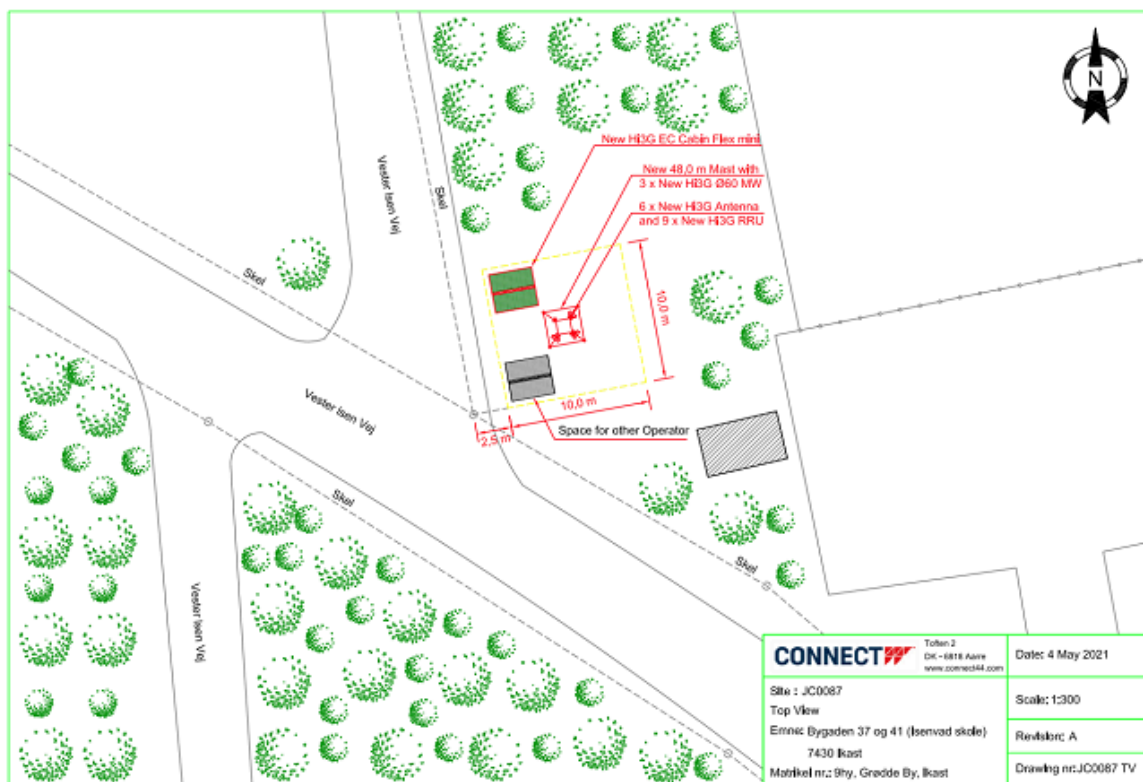 N
New Hi3G EC Cabin Flex mini
New 48,0 m Mast with
3 x New Hi3G Ø60 MW
6 x New Hi3G Antenna
and 9 x New Hi3G RRU
Vester Isen Vej
Skel
Skel
10,0 m
10,0 m
2,5 m
Space for other Operator
Vester Isen Vej
Skel
Skel
Vester Isen Vej
CONNECT44
Toften 2
DK - 6818 Aarre
www.connect44.com
Date: 4 May 2021
Site : JC0087
Top View
Emne: Bygaden 37 og 41 (Isenvad skole)
7430 Ikast
Matrikel nr.: 9hy, Grødde By, Ikast
Scale: 1:300
Revision: A
Drawing nr: JC0087 TV